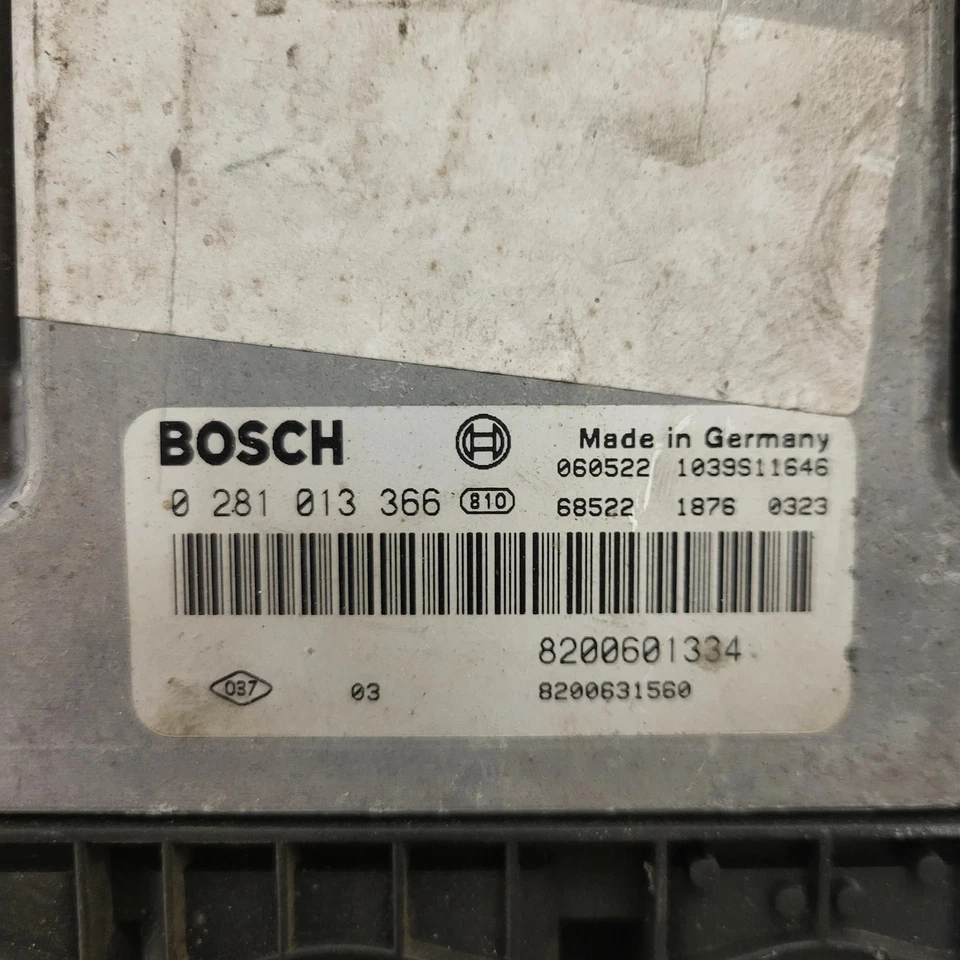 BOSCH
Made in Germany
060522 1039S11646
0 281 013 366 810
68522 1876 0323
8200601334
037 03 8200631560